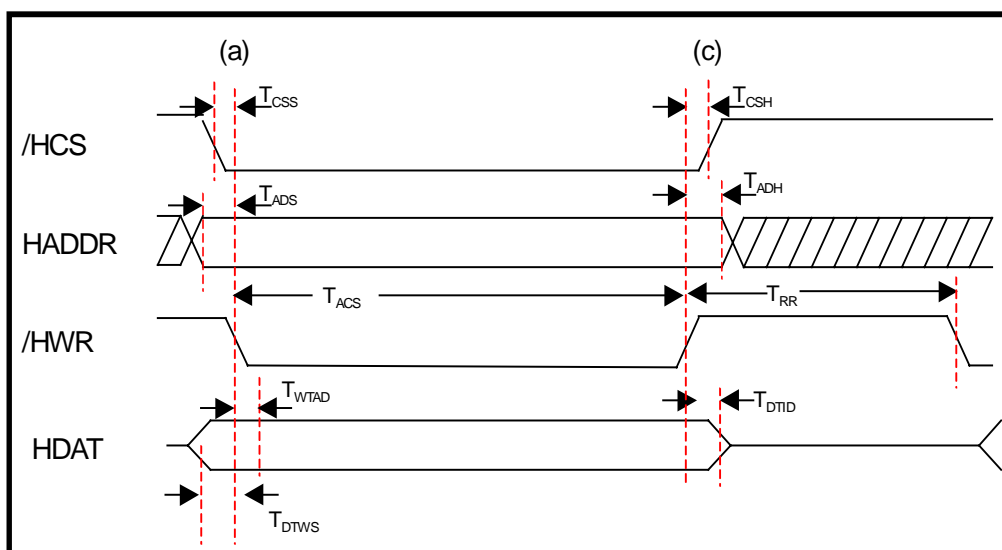 (a) (c)
TCSS TCSH
/HCS
TADS TADH
HADDR
TACS TRR
/HWR
TWTAD TDTID
HDAT
TDTWS